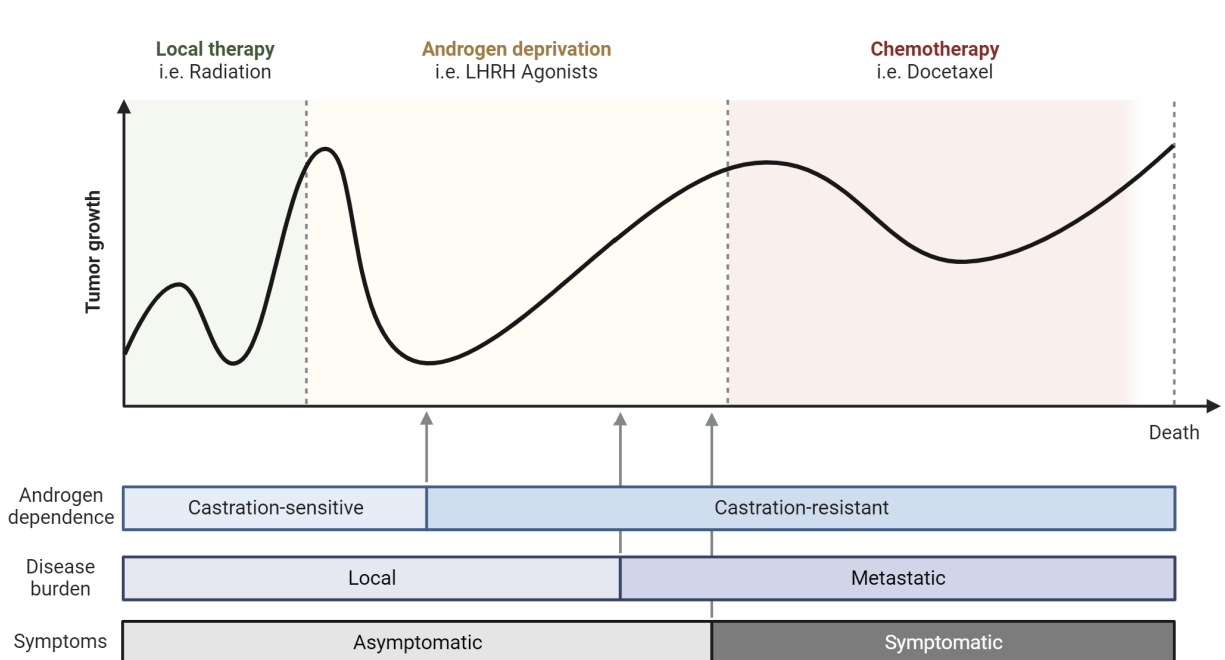 Local therapy
i.e. Radiation
Androgen deprivation
i.e. LHRH Agonists
Chemotherapy
i.e. Docetaxel
Tumor growth
Death
Androgen
dependence
Castration-sensitive
Castration-resistant
Disease
burden
Local
Metastatic
Symptoms
Asymptomatic
Symptomatic